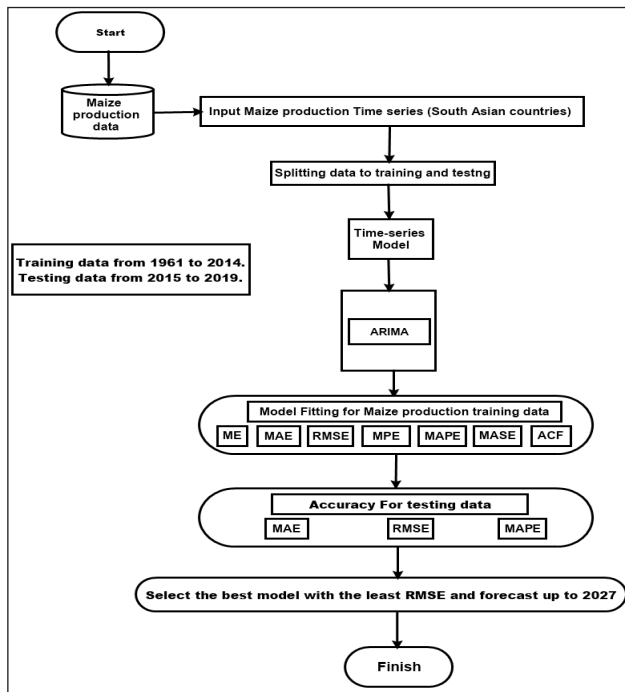 Start
Maize
production
data
Input Maize production Time series (South Asian countries)
Splitting data to training and testng
Time-series
Model
Training data from 1961 to 2014.
Testing data from 2015 to 2019.
ARIMA
Model Fitting for Maize production training data
ME MAE RMSE MPE MAPE MASE ACF
Accuracy For testing data
MAE RMSE MAPE
Select the best model with the least RMSE and forecast up to 2027
Finish